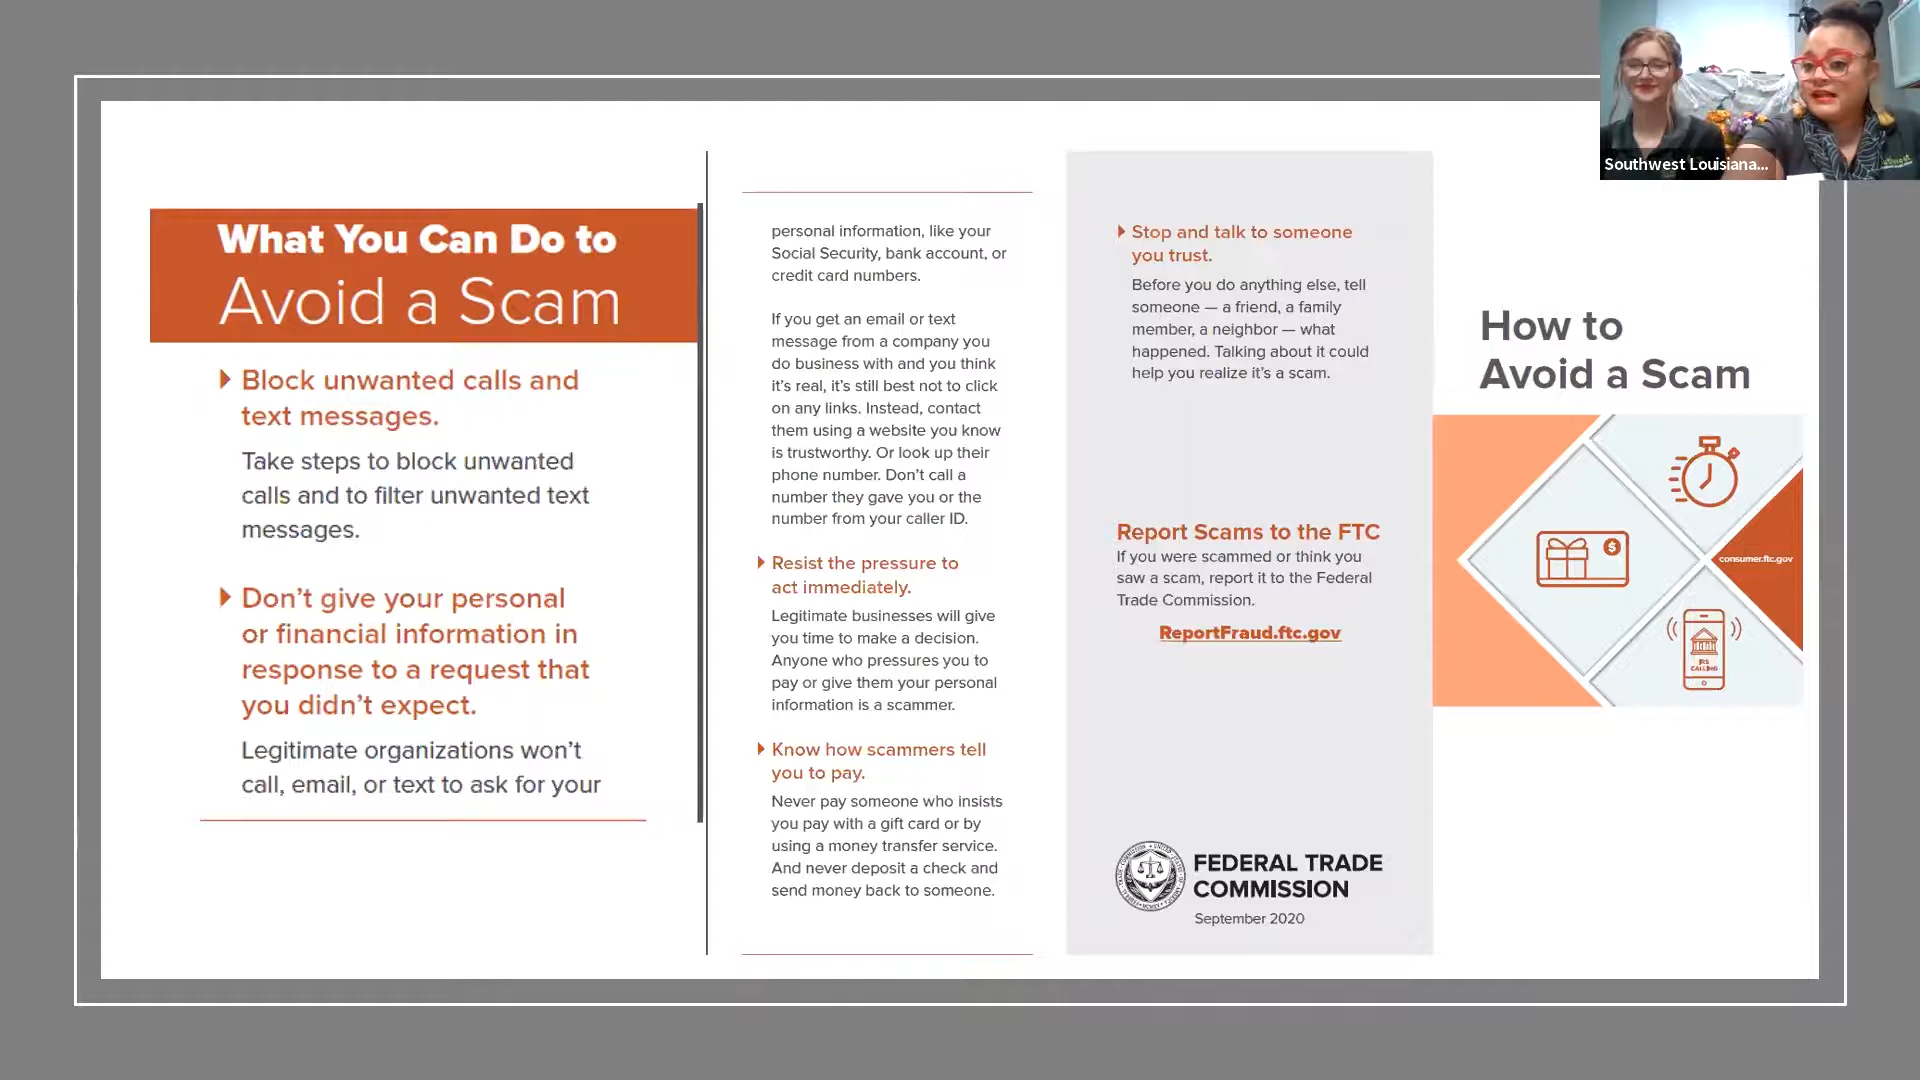 What You Can Do to
Avoid a Scam
Block unwanted calls and
text messages.
Take steps to block unwanted
calls and to filter unwanted text
messages.
Don’t give your personal
or financial information in
response to a request that
you didn’t expect.
Legitimate organizations won’t
call, email, or text to ask for your
personal information, like your
Social Security, bank account, or
credit card numbers.
If you get an email or text
message from a company you
do business with and you think
it’s real, it’s still best not to click
on any links. Instead, contact
them using a website you know
is trustworthy. Or look up their
phone number. Don’t call a
number they gave you or the
number from your caller ID.
Resist the pressure to
act immediately.
Legitimate businesses will give
you time to make a decision.
Anyone who pressures you to
pay or give them your personal
information is a scammer.
Know how scammers tell
you to pay.
Never pay someone who insists
you pay with a gift card or by
using a money transfer service.
And never deposit a check and
send money back to someone.
Stop and talk to someone
you trust.
Before you do anything else, tell
someone — a friend, a family
member, a neighbor — what
happened. Talking about it could
help you realize it’s a scam.
Report Scams to the FTC
If you were scammed or think you
saw a scam, report it to the Federal
Trade Commission.
ReportFraud.ftc.gov
FEDERAL TRADE
COMMISSION
September 2020
How to
Avoid a Scam
$
consumer.ftc.gov
IRS
CALLING
Southwest Louisiana...